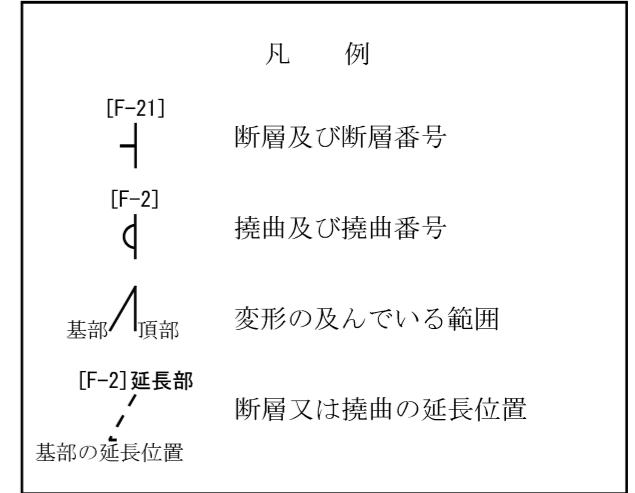 凡　例
[F-21]
断層及び断層番号
[F-2]
撓曲及び撓曲番号
基部 頂部
変形の及んでいる範囲
[F-2]延長部
断層又は撓曲の延長位置
基部の延長位置